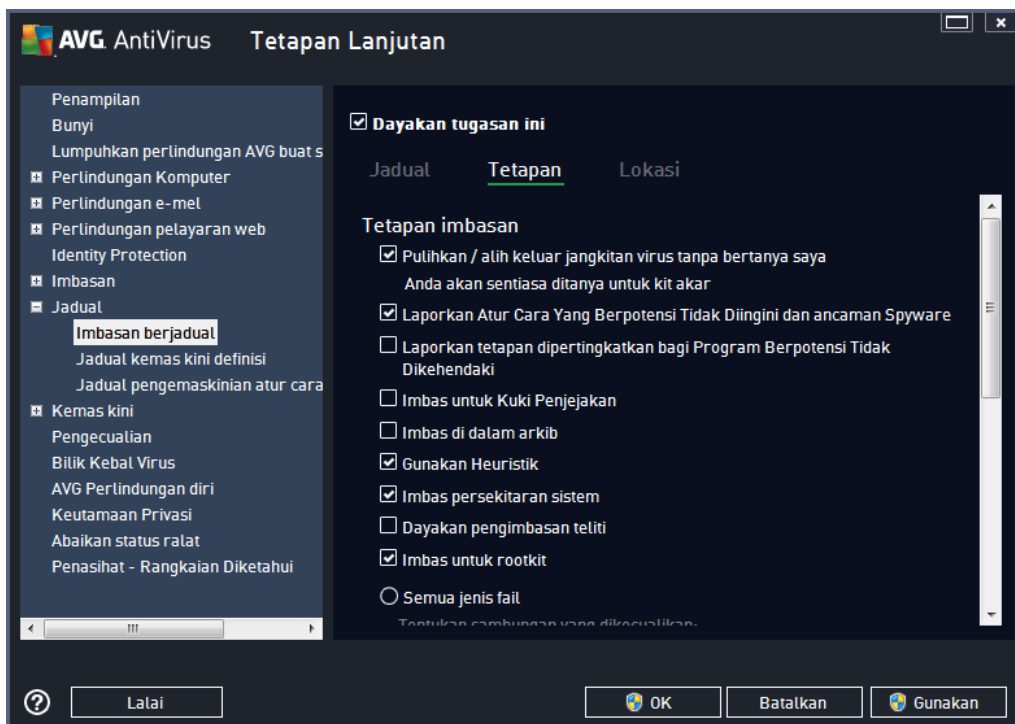 AVG AntiVirus Tetapan Lanjutan
Penampilan
Bunyi
Lumpuhkan perlindungan AVG buat s
Perlindungan Komputer
Perlindungan e-mel
Perlindungan pelayaran web
Identity Protection
Imbasan
Jadual
Imbasan berjadual
Jadual kemas kini definisi
Jadual pengemaskinian atur cara
Kemas kini
Pengecualian
Bilik Kebal Virus
AVG Perlindungan diri
Keutamaan Privasi
Abaikan status ralat
Penasihat - Rangkaian Diketahui
Dayakan tugasan ini
Jadual Tetapan Lokasi
Tetapan imbasan
Pulihkan / alih keluar jangkitan virus tanpa bertanya saya
Anda akan sentiasa ditanya untuk kit akar
Laporkan Atur Cara Yang Berpotensi Tidak Diingini dan ancaman Spyware
Laporkan tetapan dipertingkatkan bagi Program Berpotensi Tidak
Dikehendaki
Imbas untuk Kuki Penjejakan
Imbas di dalam arkib
Gunakan Heuristik
Imbas persekitaran sistem
Dayakan pengimbasan teliti
Imbas untuk rootkit
Semua jenis fail
Tentukan sambungan yang dikecualikan:
Lalai OK Batalkan Gunakan